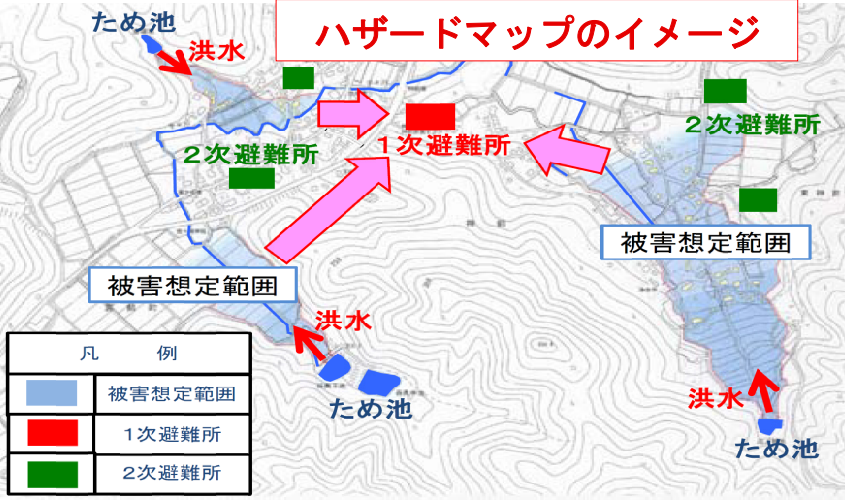 ハザードマップのイメージ
ため池
洪水
2次避難所
1次避難所
2次避難所
被害想定範囲
被害想定範囲
洪水
ため池
洪水
ため池
凡 例
被害想定範囲
1次避難所
2次避難所